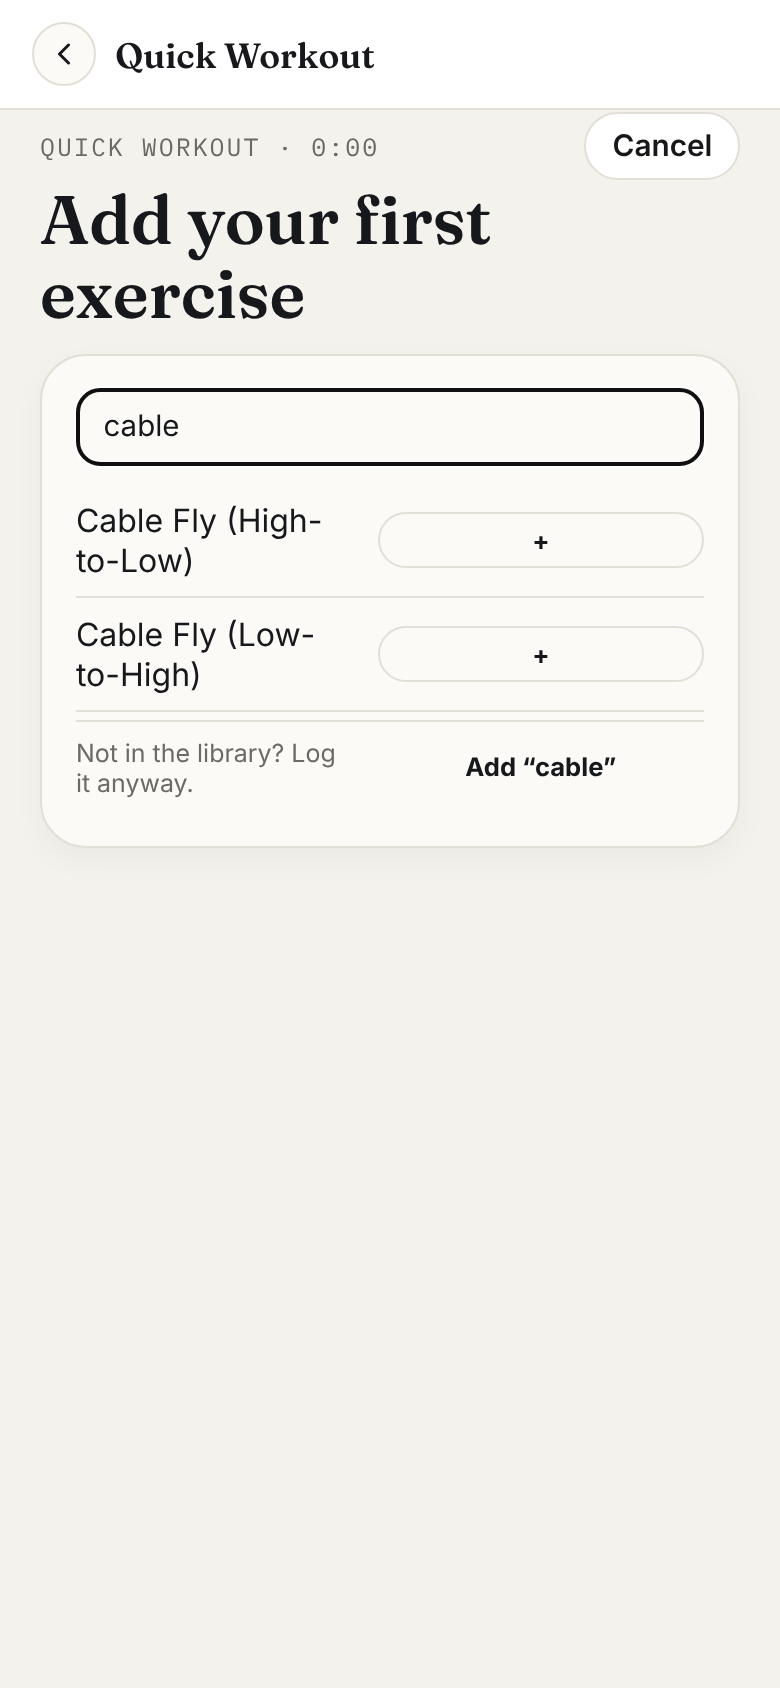 Quick Workout
QUICK WORKOUT · 0:00
Cancel
Add your first
exercise
cable
Cable Fly (High-
to-Low)
+
Cable Fly (Low-
to-High)
+
Not in the library? Log
it anyway.
Add “cable”